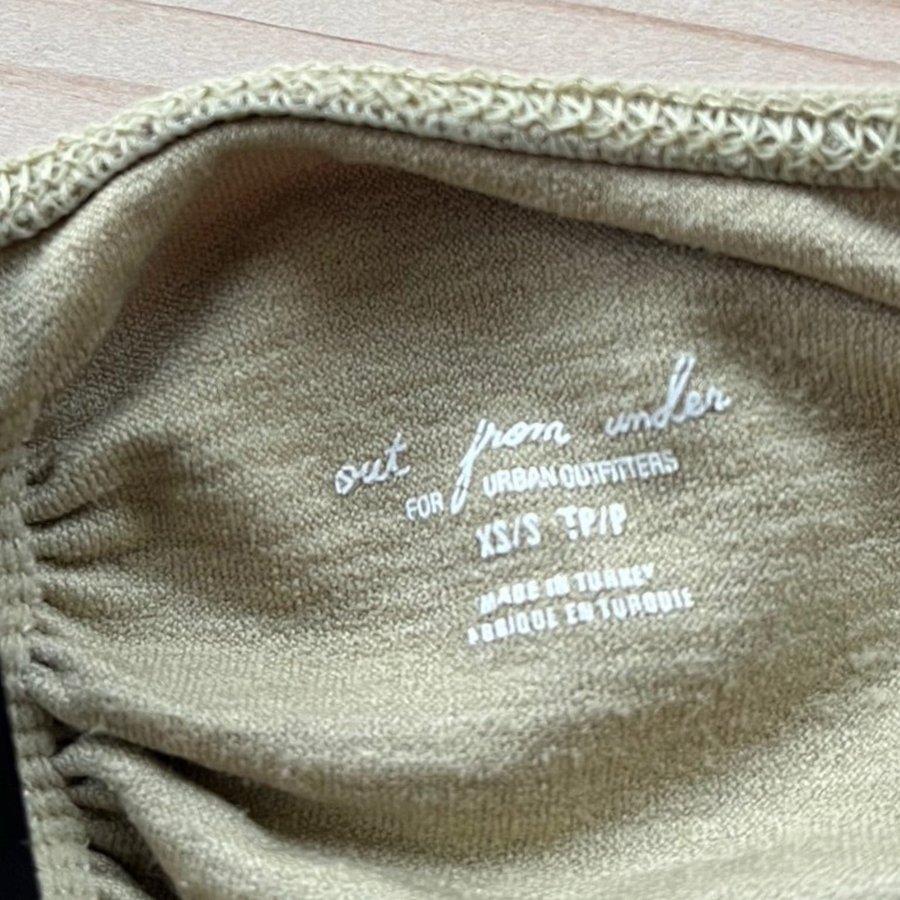 out from under
FOR URBAN OUTFITTERS
XS/S TP/P
MADE IN TURKEY
FABRIQUÉ EN TURQUIE